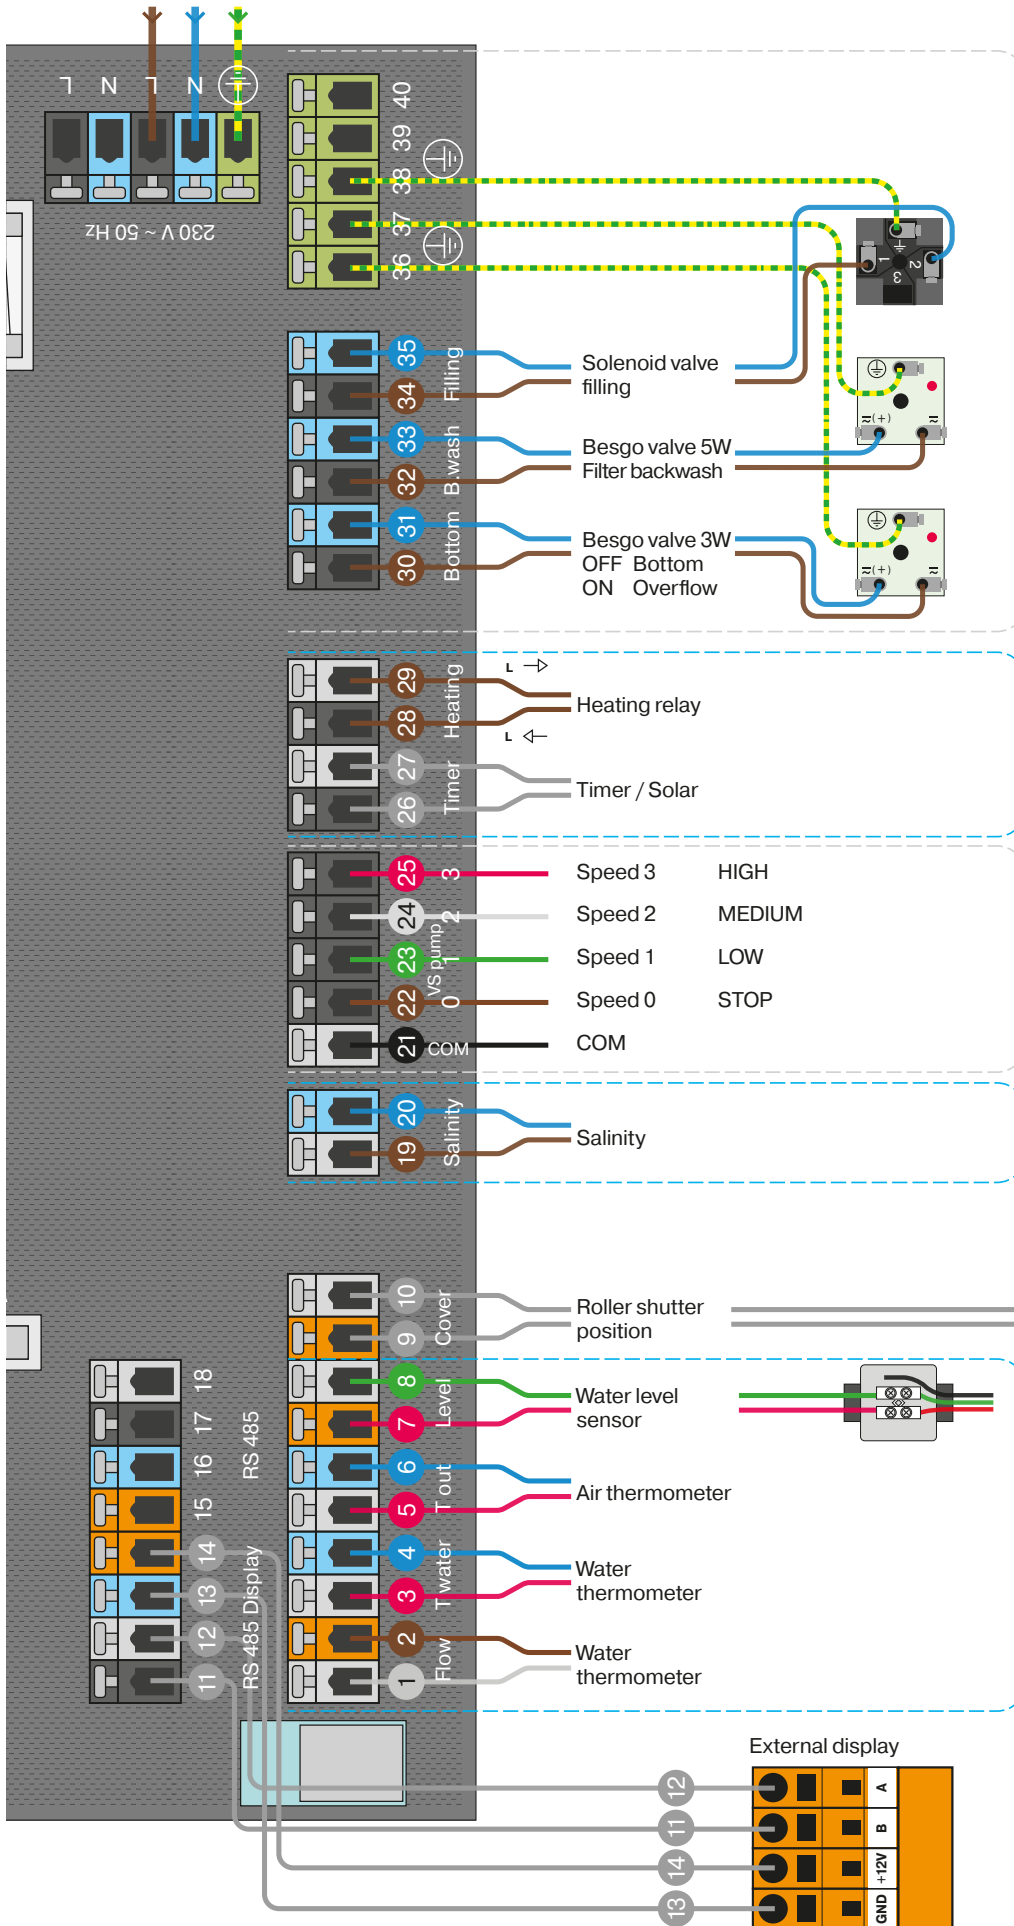 L N L N
230 V ~ 50 Hz
40
39
38
37
36
1 2 3
35
34
Filling
Solenoid valve
filling
33
32
B.wash
Besgo valve 5W
Filter backwash
≂(+) ≂
31
30
Bottom
Besgo valve 3W
OFF Bottom
ON Overflow
≂(+) ≂
29
28
Heating
L
L
Heating relay
27
26
Timer
Timer / Solar
25 3
Speed 3 HIGH
24 2
Speed 2 MEDIUM
23 1
Speed 1 LOW
22 0
Speed 0 STOP
VS pump
21 COM
COM
20
19
Salinity
Salinity
10
9
Cover
Roller shutter
position
8
7
Level
Water level
sensor
6
5
T out
Air thermometer
4
3
T water
Water
thermometer
2
1
Flow
Water
thermometer
18
17
16
15
RS 485
14
13
12
11
RS 485 Display
External display
12 A
11 B
14 +12V
13 GND